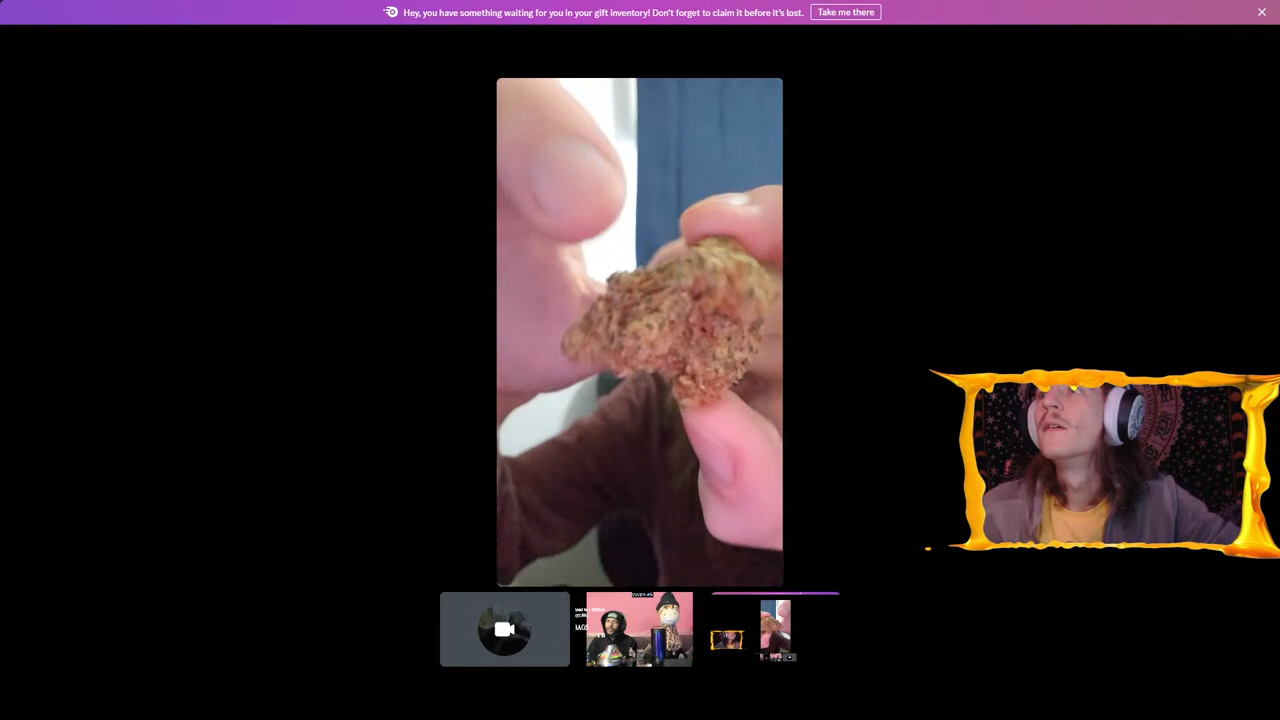 Hey, you have something waiting for you in your gift inventory! Don't forget to claim it before it's lost.
Take me there